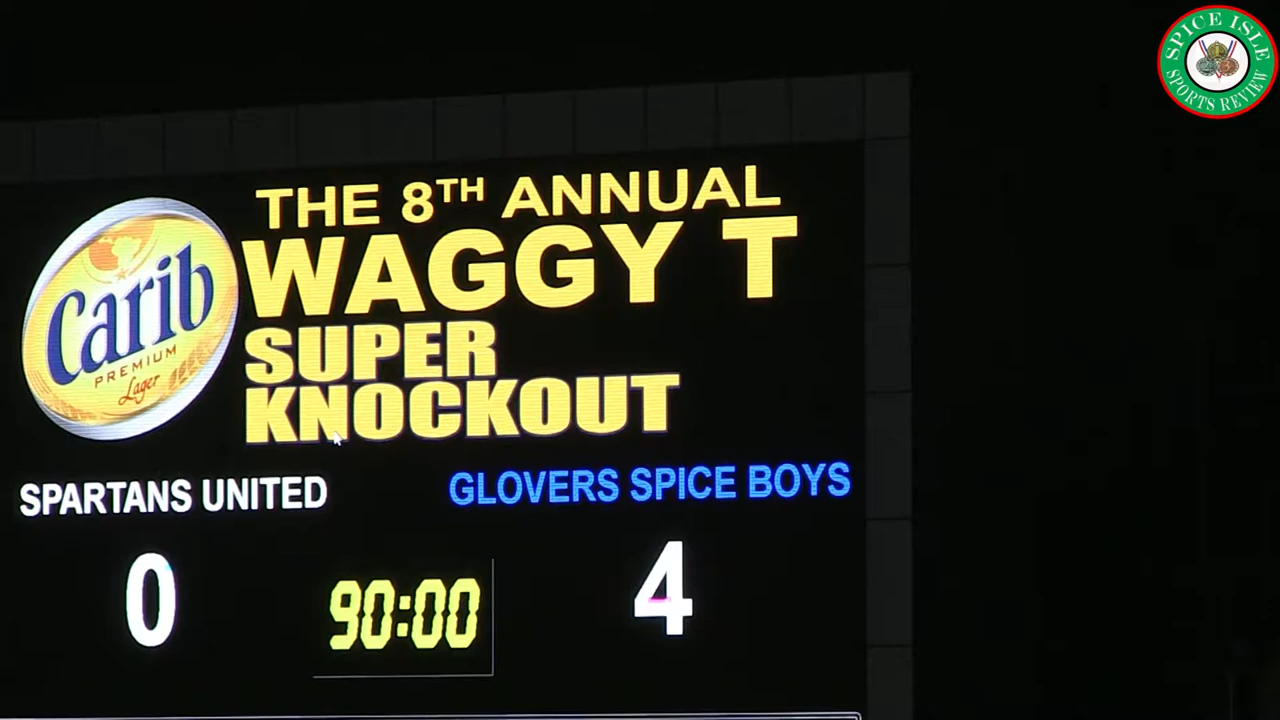 SPICE ISLE
SPORTS REVIEW
THE 8TH ANNUAL
WAGGY T
SUPER
KNOCKOUT
Carib
PREMIUM
Lager
SPARTANS UNITED
GLOVERS SPICE BOYS
0
90:00
4